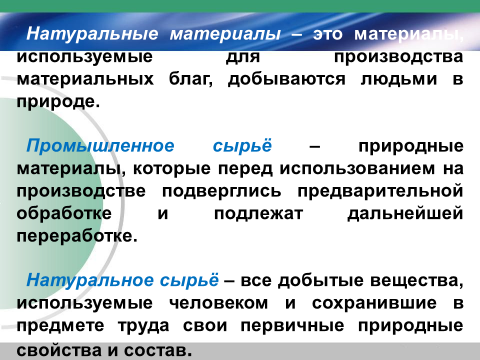 Натуральные материалы – это материалы,
используемые для производства
материальных благ, добываются людьми в
природе.
Промышленное сырьё – природные
материалы, которые перед использованием на
производстве подверглись предварительной
обработке и подлежат дальнейшей
переработке.
Натуральное сырьё – все добытые вещества,
используемые человеком и сохранившие в
предмете труда свои первичные природные
свойства и состав.